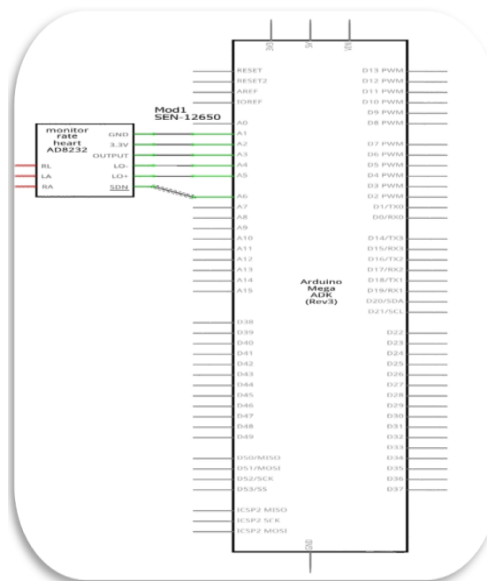 3V3
5V
VIN
RESET
RESET2
AREF
IOREF
A0
A1
A2
A3
A4
A5
A6
A7
A8
A9
A10
A11
A12
A13
A14
A15
D38
D39
D40
D41
D42
D43
D44
D45
D46
D47
D48
D49
D50/MISO
D51/MOSI
D52/SCK
D53/SS
ICSP2 MISO
ICSP2 SCK
ICSP2 MOSI
Mod1
SEN-12650
monitor
rate
heart
AD8232
GND
3.3V
OUTPUT
LO-
LO+
SDN
RL
LA
RA
Arduino
Mega
ADK
(Rev3)
D13 PWM
D12 PWM
D11 PWM
D10 PWM
D9 PWM
D8 PWM
D7 PWM
D6 PWM
D5 PWM
D4 PWM
D3 PWM
D2 PWM
D1/TX0
D0/RX0
D14/TX3
D15/RX3
D16/TX2
D17/RX2
D18/TX1
D19/RX1
D20/SDA
D21/SCL
D22
D23
D24
D25
D26
D27
D28
D29
D30
D31
D32
D33
D34
D35
D36
D37
GND